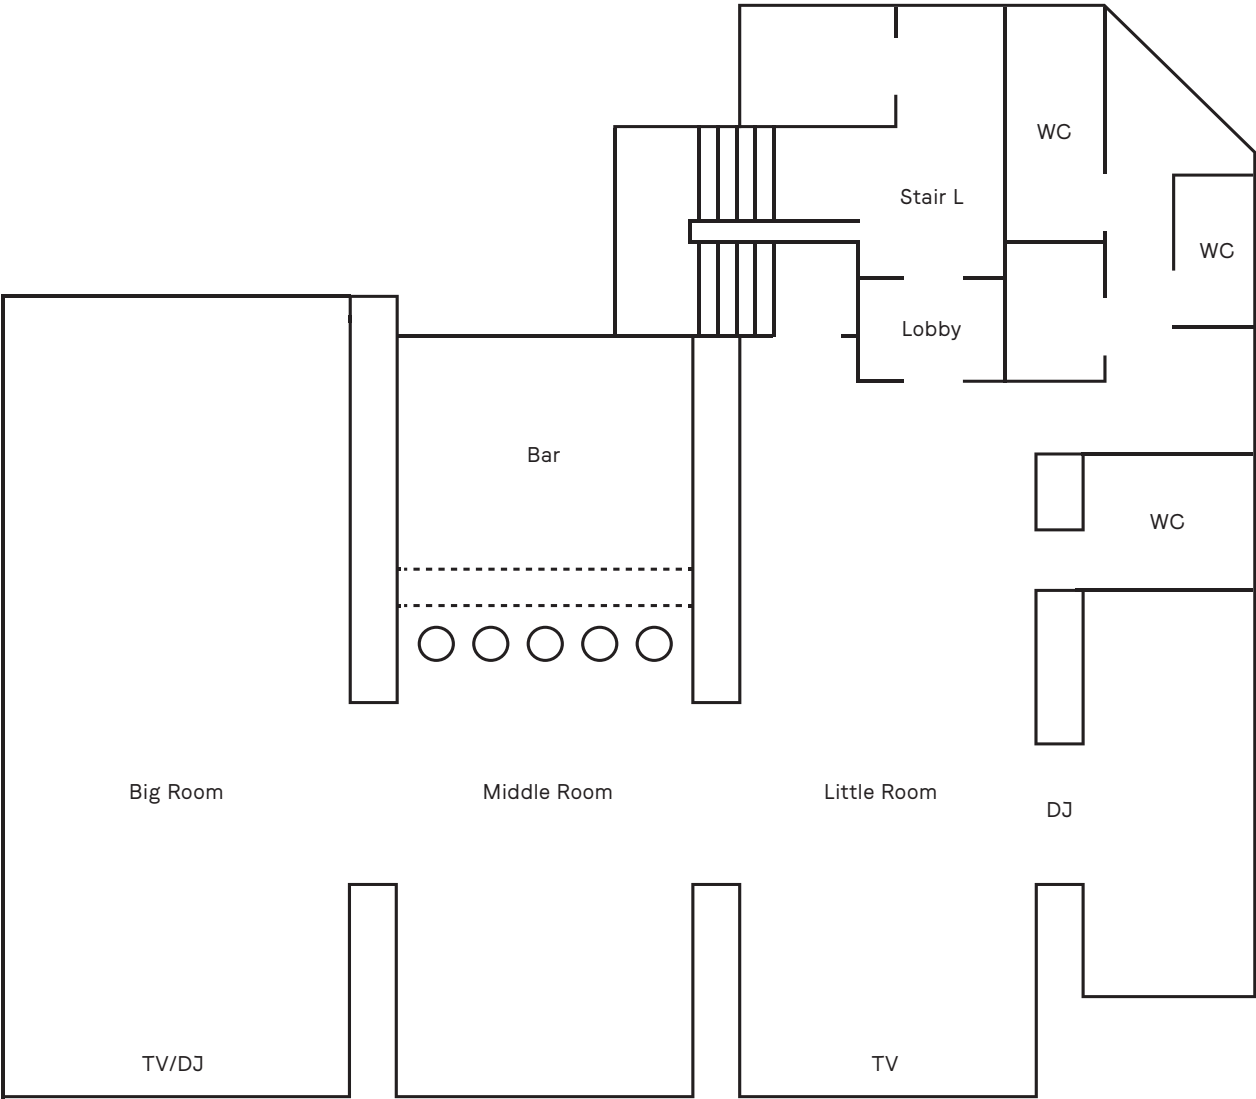 WC
Stair L
WC
Lobby
Bar
WC
Big Room
Middle Room
Little Room
DJ
TV/DJ
TV